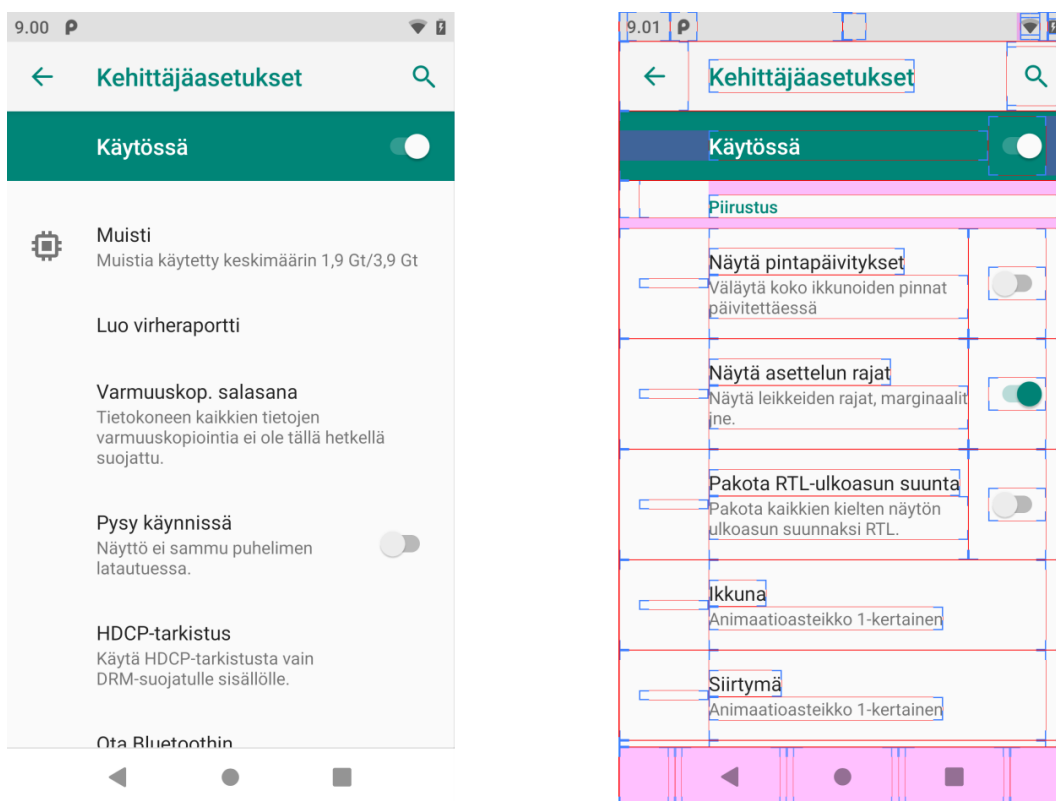 9.00
Kehittäjäasetukset
Käytössä
Muisti
Muistia käytetty keskimäärin 1,9 Gt/3,9 Gt
Luo virheraportti
Varmuuskop. salasana
Tietokoneen kaikkien tietojen
varmuuskopiointia ei ole tällä hetkellä
suojattu.
Pysy käynnissä
Näyttö ei sammu puhelimen
latautuessa.
HDCP-tarkistus
Käytä HDCP-tarkistusta vain
DRM-suojatulle sisällölle.
Ota Bluetoothin
9.01
Kehittäjäasetukset
Käytössä
Piirustus
Näytä pintapäivitykset
Väläytä koko ikkunoiden pinnat
päivitettäessä
Näytä asettelun rajat
Näytä leikkeiden rajat, marginaalit
jne.
Pakota RTL-ulkoasun suunta
Pakota kaikkien kielten näytön
ulkoasun suunnaksi RTL.
Ikkuna
Animaatioasteikko 1-kertainen
Siirtymä
Animaatioasteikko 1-kertainen